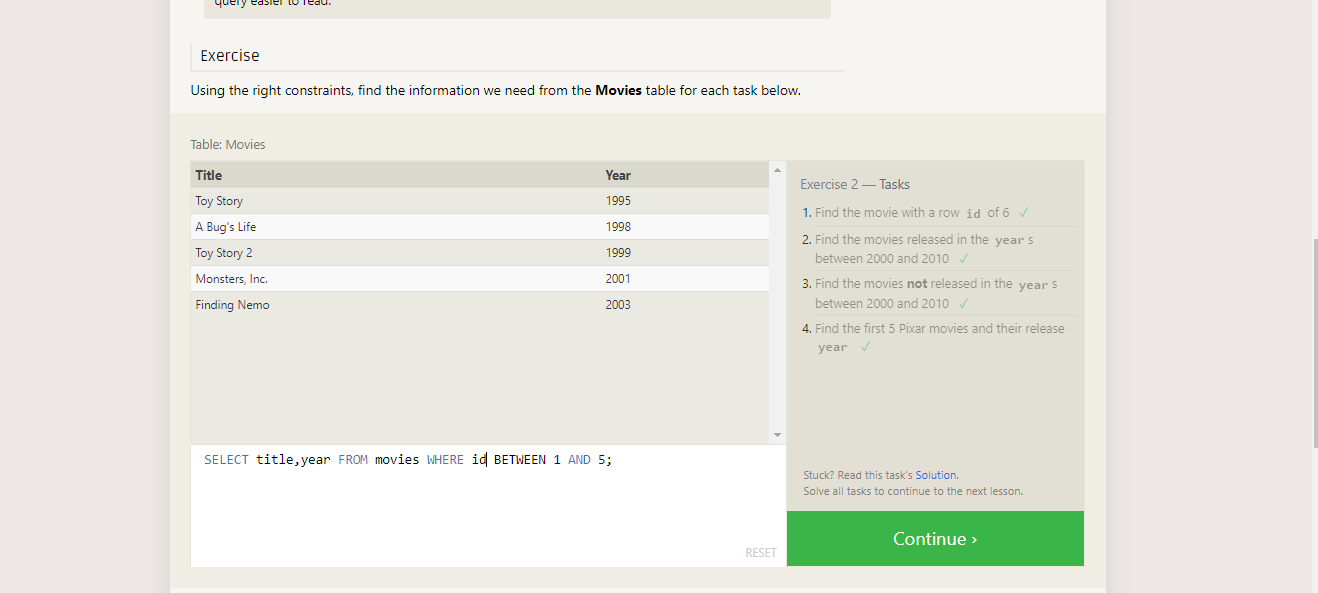 query easier to read.
Exercise
Using the right constraints, find the information we need from the Movies table for each task below.
Table: Movies
Title Year
Toy Story 1995
A Bug's Life 1998
Toy Story 2 1999
Monsters, Inc. 2001
Finding Nemo 2003
SELECT title,year FROM movies WHERE id BETWEEN 1 AND 5;
RESET
Exercise 2 — Tasks
1. Find the movie with a row id of 6 ✓
2. Find the movies released in the year s
between 2000 and 2010 ✓
3. Find the movies not released in the year s
between 2000 and 2010 ✓
4. Find the first 5 Pixar movies and their release
year ✓
Stuck? Read this task's Solution.
Solve all tasks to continue to the next lesson.
Continue ›